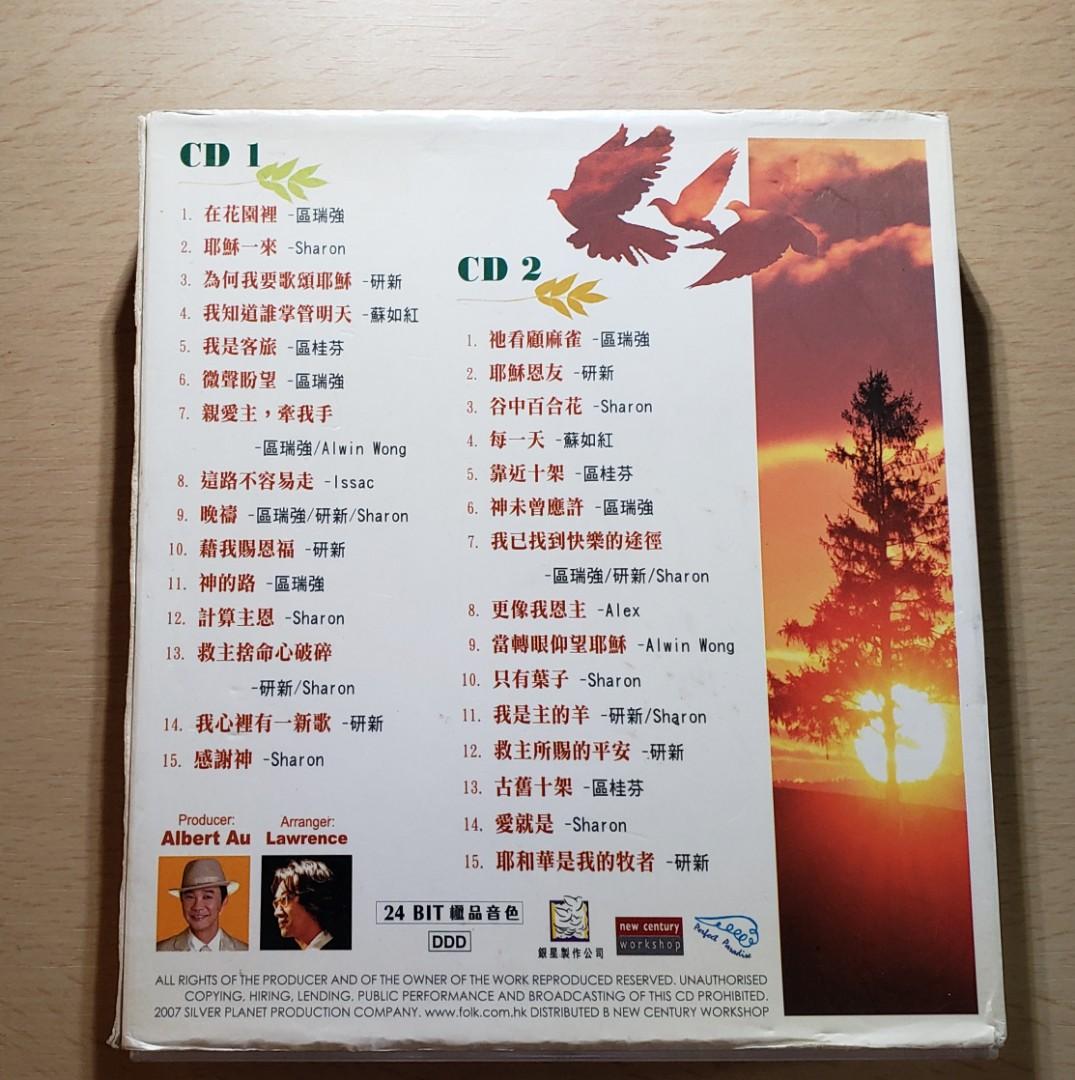 CD 1
1. 在花園裡 -區瑞強
2. 耶穌一來 -Sharon
3. 為何我要歌頌耶穌 -研新
4. 我知道誰掌管明天 -蘇如紅
5. 我是客旅 -區桂芬
6. 微聲盼望 -區瑞強
7. 親愛主，牽我手
-區瑞強/Alwin Wong
8. 這路不容易走 -Issac
9. 晚禱 -區瑞強/研新/Sharon
10. 藉我賜恩福 -研新
11. 神的路 -區瑞強
12. 計算主恩 -Sharon
13. 救主捨命心破碎
-研新/Sharon
14. 我心裡有一新歌 -研新
15. 感謝神 -Sharon
CD 2
1. 祂看顧麻雀 -區瑞強
2. 耶穌恩友 -研新
3. 谷中百合花 -Sharon
4. 每一天 -蘇如紅
5. 靠近十架 -區桂芬
6. 神未曾應許 -區瑞強
7. 我已找到快樂的途徑
-區瑞強/研新/Sharon
8. 更像我恩主 -Alex
9. 當轉眼仰望耶穌 -Alwin Wong
10. 只有葉子 -Sharon
11. 我是主的羊 -研新/Sharon
12. 救主所賜的平安 -研新
13. 古舊十架 -區桂芬
14. 愛就是 -Sharon
15. 耶和華是我的牧者 -研新
Producer:
Albert Au
Arranger:
Lawrence
24 BIT 極品音色
DDD
銀星製作公司
new century
workshop
Perfect Paradise
ALL RIGHTS OF THE PRODUCER AND OF THE OWNER OF THE WORK REPRODUCED RESERVED. UNAUTHORISED
COPYING, HIRING, LENDING, PUBLIC PERFORMANCE AND BROADCASTING OF THIS CD PROHIBITED.
2007 SILVER PLANET PRODUCTION COMPANY. www.folk.com.hk DISTRIBUTED B NEW CENTURY WORKSHOP